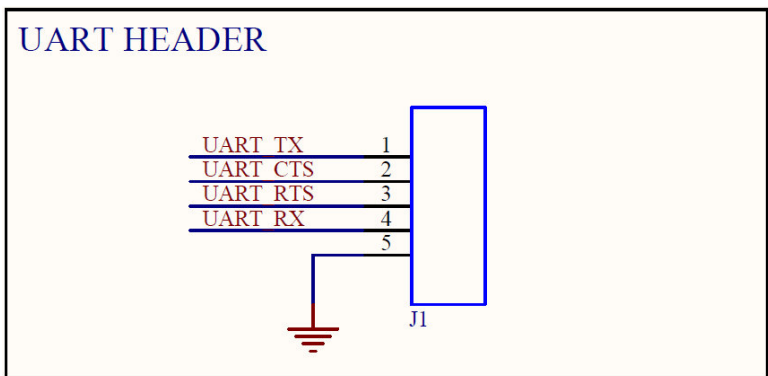 UART HEADER
UART_TX 1
UART_CTS 2
UART_RTS 3
UART_RX 4
5
J1